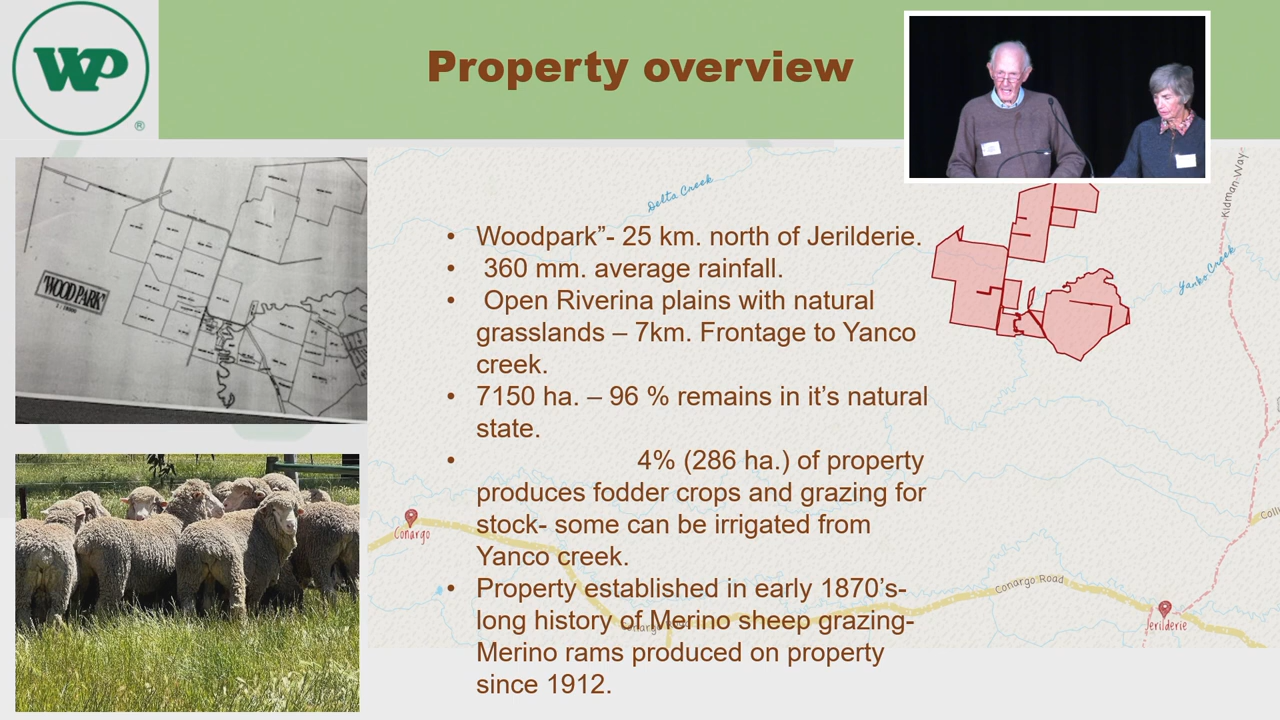 WP
®
Property overview
"WOOD PARK"
Delta Creek
Kidman Way
Yanko Creek
• Woodpark”- 25 km. north of Jerilderie.
• 360 mm. average rainfall.
• Open Riverina plains with natural
grasslands – 7km. Frontage to Yanco
creek.
• 7150 ha. – 96 % remains in it’s natural
state.
• 4% (286 ha.) of property
produces fodder crops and grazing for
stock- some can be irrigated from
Yanco creek.
• Property established in early 1870’s-
long history of Merino sheep grazing-
Merino rams produced on property
since 1912.
Conargo
Conargo Road
Jerilderie